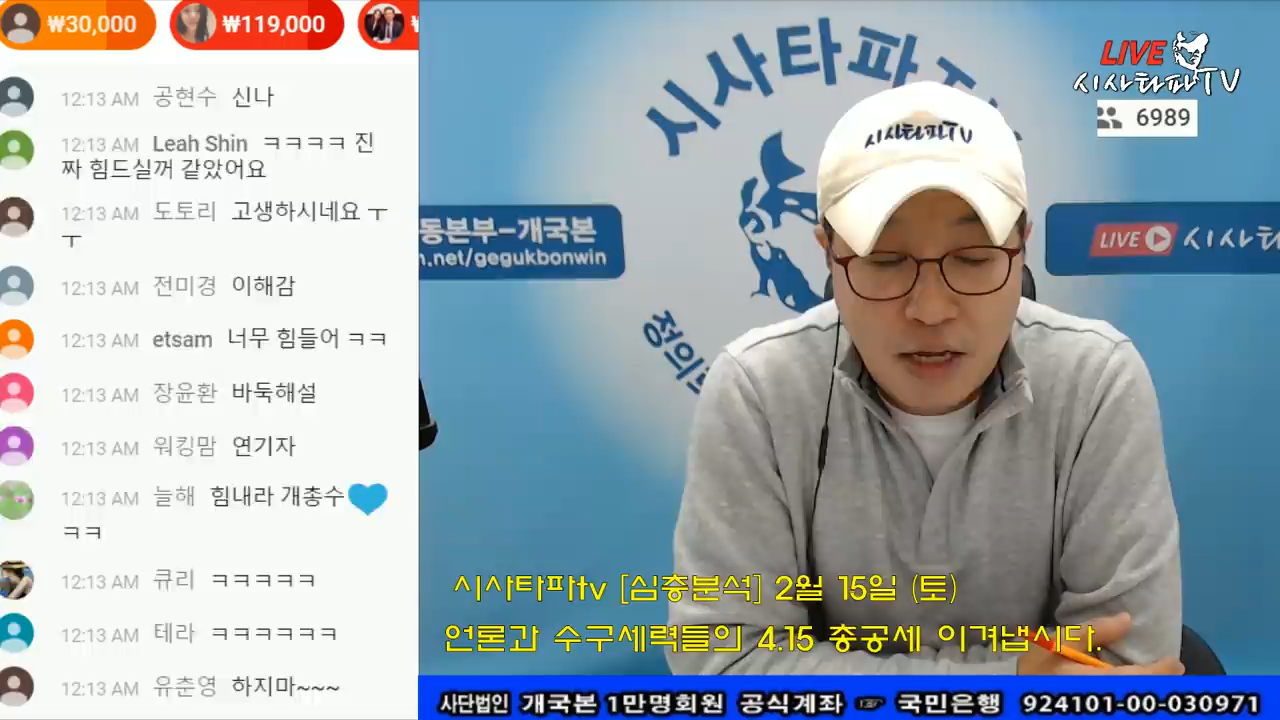 ₩30,000
₩119,000
12:13 AM 공현수 신나
12:13 AM Leah Shin ㅋㅋㅋㅋ 진
짜 힘드실꺼 같았어요
12:13 AM 도토리 고생하시네요 ㅜ
ㅜ
12:13 AM 전미경 이해감
12:13 AM etsam 너무 힘들어 ㅋㅋ
12:13 AM 장윤환 바둑해설
12:13 AM 워킹맘 연기자
12:13 AM 늘해 힘내라 개총수💙
ㅋㅋ
12:13 AM 큐리 ㅋㅋㅋㅋㅋ
12:13 AM 테라 ㅋㅋㅋㅋㅋㅋ
12:13 AM 유춘영 하지마~~~
시사타파
LIVE
시사타파TV
6989
시사타파TV
동본부-개국본
n.net/gegukbonwin
LIVE 시사타
정의
시사타파tv [심층분석] 2월 15일 (토)
언론과 수구세력들의 4.15 총공세 이겨냅시다.
사단법인 개국본 1만명회원 공식계좌 ☞ 국민은행 924101-00-030971